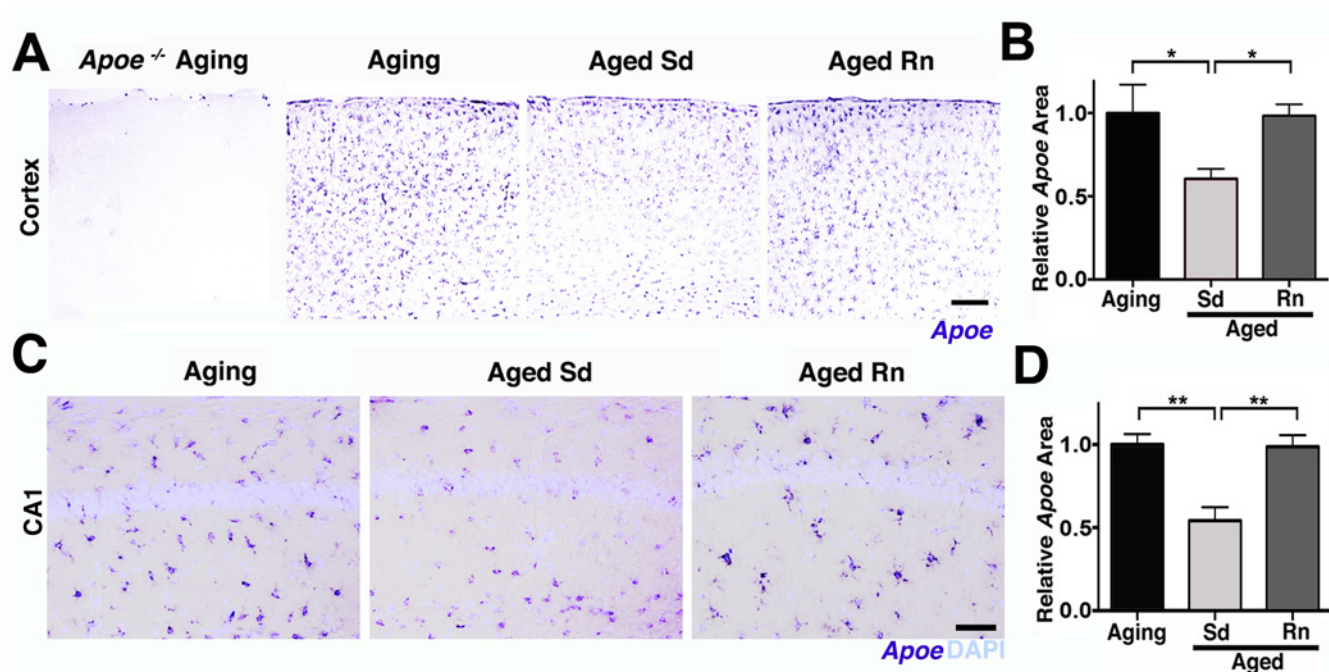 A
Apoe -/- Aging
Aging
Aged Sd
Aged Rn
Cortex
Apoe
B
* *
Relative Apoe Area
1.0
0.5
0.0
Aging Sd Rn
Aged
C
Aging
Aged Sd
Aged Rn
CA1
Apoe DAPI
D
** **
Relative Apoe Area
1.0
0.5
0.0
Aging Sd Rn
Aged